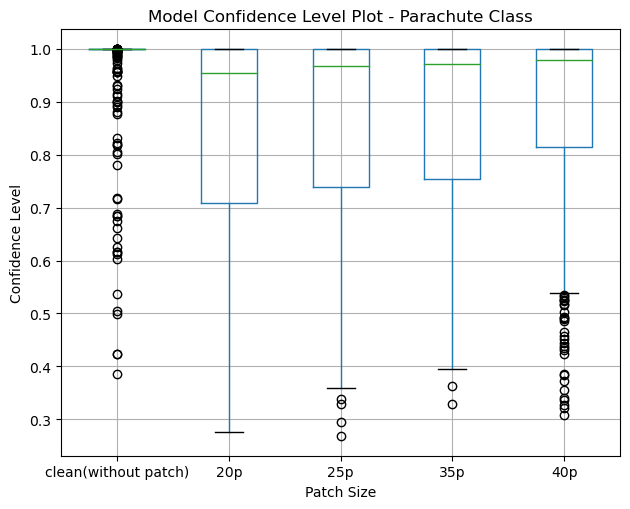 Model Confidence Level Plot - Parachute Class
Confidence Level
1.0
0.9
0.8
0.7
0.6
0.5
0.4
0.3
clean(without patch) 20p 25p 35p 40p
Patch Size